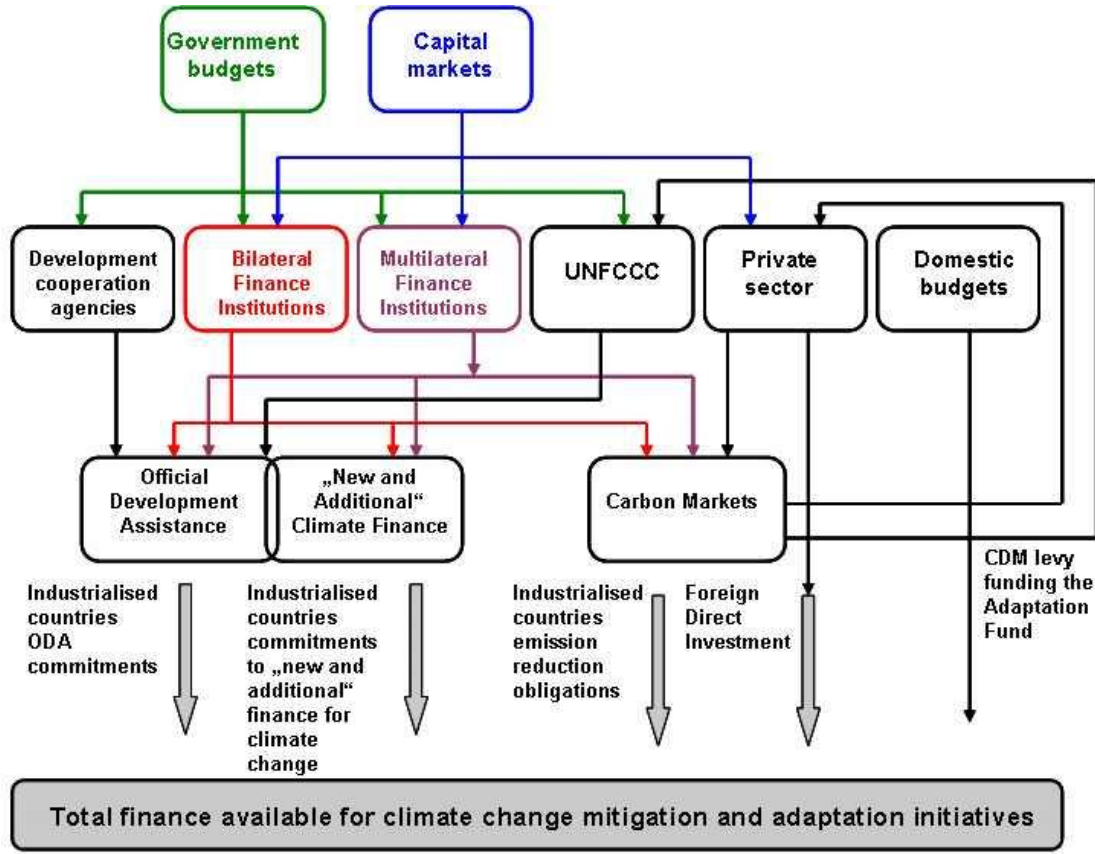 Government
budgets
Capital
markets
Development
cooperation
agencies
Bilateral
Finance
Institutions
Multilateral
Finance
Institutions
UNFCCC
Private
sector
Domestic
budgets
Official
Development
Assistance
„New and
Additional“
Climate Finance
Carbon Markets
Industrialised
countries
ODA
commitments
Industrialised
countries
commitments
to „new and
additional“
finance for
climate
change
Industrialised
countries
emission
reduction
obligations
Foreign
Direct
Investment
CDM levy
funding the
Adaptation
Fund
Total finance available for climate change mitigation and adaptation initiatives